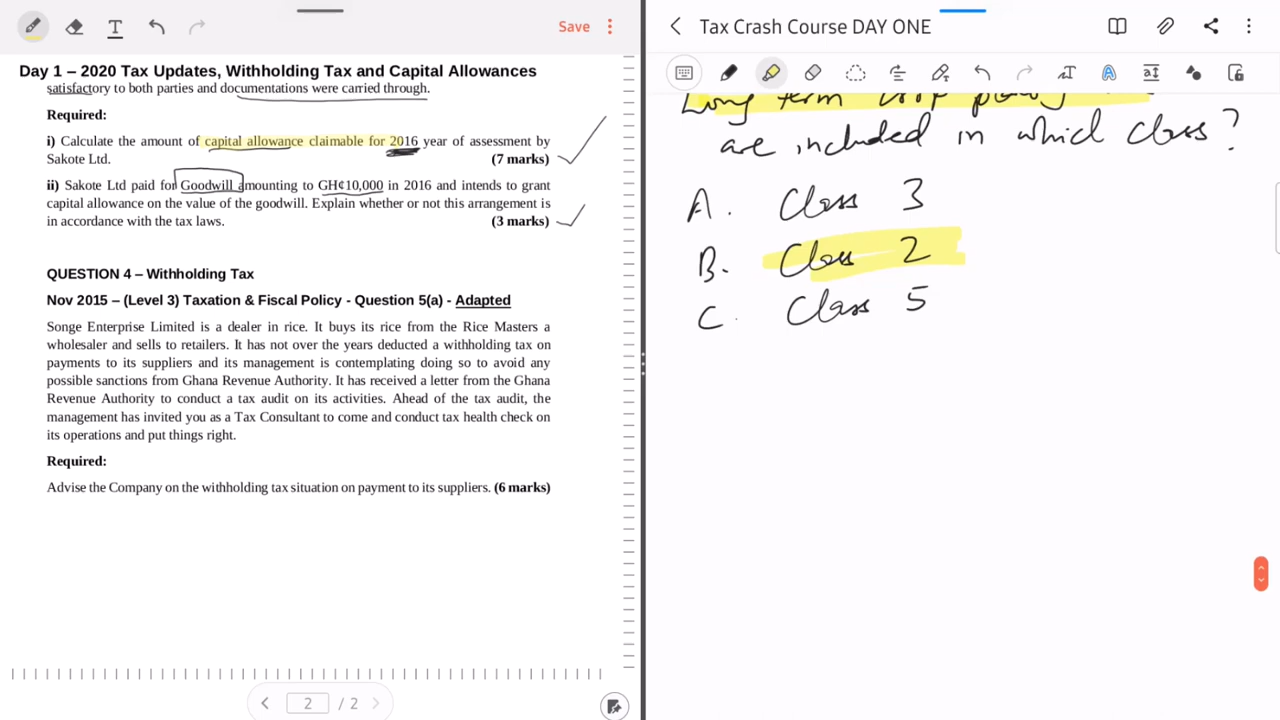 Save
Day 1 – 2020 Tax Updates, Withholding Tax and Capital Allowances
satisfactory to both parties and documentations were carried through.
Required:
i) Calculate the amount of capital allowance claimable for 2016 year of assessment by
Sakote Ltd. (7 marks)
ii) Sakote Ltd paid for Goodwill amounting to GH¢10,000 in 2016 and intends to grant
capital allowance on the value of the goodwill. Explain whether or not this arrangement is
in accordance with the tax laws. (3 marks)
QUESTION 4 – Withholding Tax
Nov 2015 – (Level 3) Taxation & Fiscal Policy - Question 5(a) - Adapted
Songe Enterprise Limited is a dealer in rice. It buys its rice from the Rice Masters a
wholesaler and sells to retailers. It has not over the years deducted a withholding tax on
payments to its suppliers and its management is contemplating doing so to avoid any
possible sanctions from Ghana Revenue Authority. It has received a letter from the Ghana
Revenue Authority to conduct a tax audit on its activities. Ahead of the tax audit, the
management has invited you as a Tax Consultant to come and conduct tax health check on
its operations and put things right.
Required:
Advise the Company on the withholding tax situation on payment to its suppliers. (6 marks)
2 / 2
Tax Crash Course DAY ONE
Long term crop
are included in which class?
A. Class 3
B. Class 2
C. Class 5